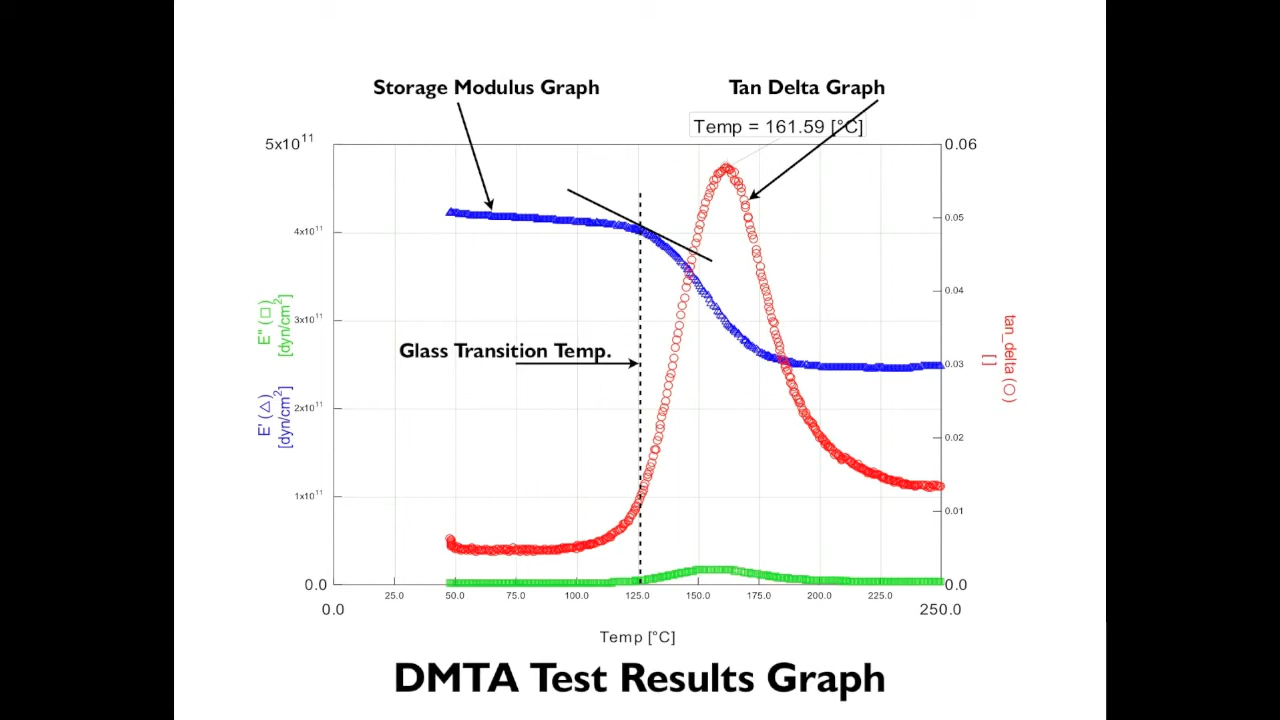 Storage Modulus Graph
Tan Delta Graph
Temp = 161.59 [°C]
5x10¹¹
0.06
0.05
4x10¹¹
0.04
3x10¹¹
E" (□)
[dyn/cm²]
tan_delta (○)
[]
Glass Transition Temp.
0.03
E' (△)
[dyn/cm²]
2x10¹¹
0.02
1x10¹¹
0.01
0.0
0.0
25.0 50.0 75.0 100.0 125.0 150.0 175.0 200.0 225.0
0.0 250.0
Temp [°C]
DMTA Test Results Graph